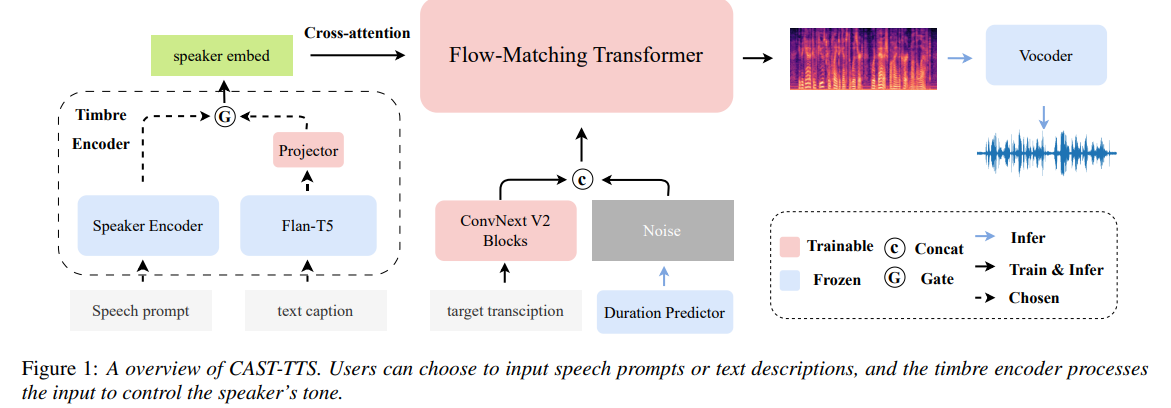 Cross-attention
speaker embed
Flow-Matching Transformer
Vocoder
Timbre
Encoder
G
Projector
Speaker Encoder
Flan-T5
Speech prompt
text caption
c
ConvNext V2
Blocks
Noise
target transciption
Duration Predictor
Trainable
Frozen
c Concat
G Gate
Infer
Train & Infer
Chosen
Figure 1: A overview of CAST-TTS. Users can choose to input speech prompts or text descriptions, and the timbre encoder processes
the input to control the speaker's tone.